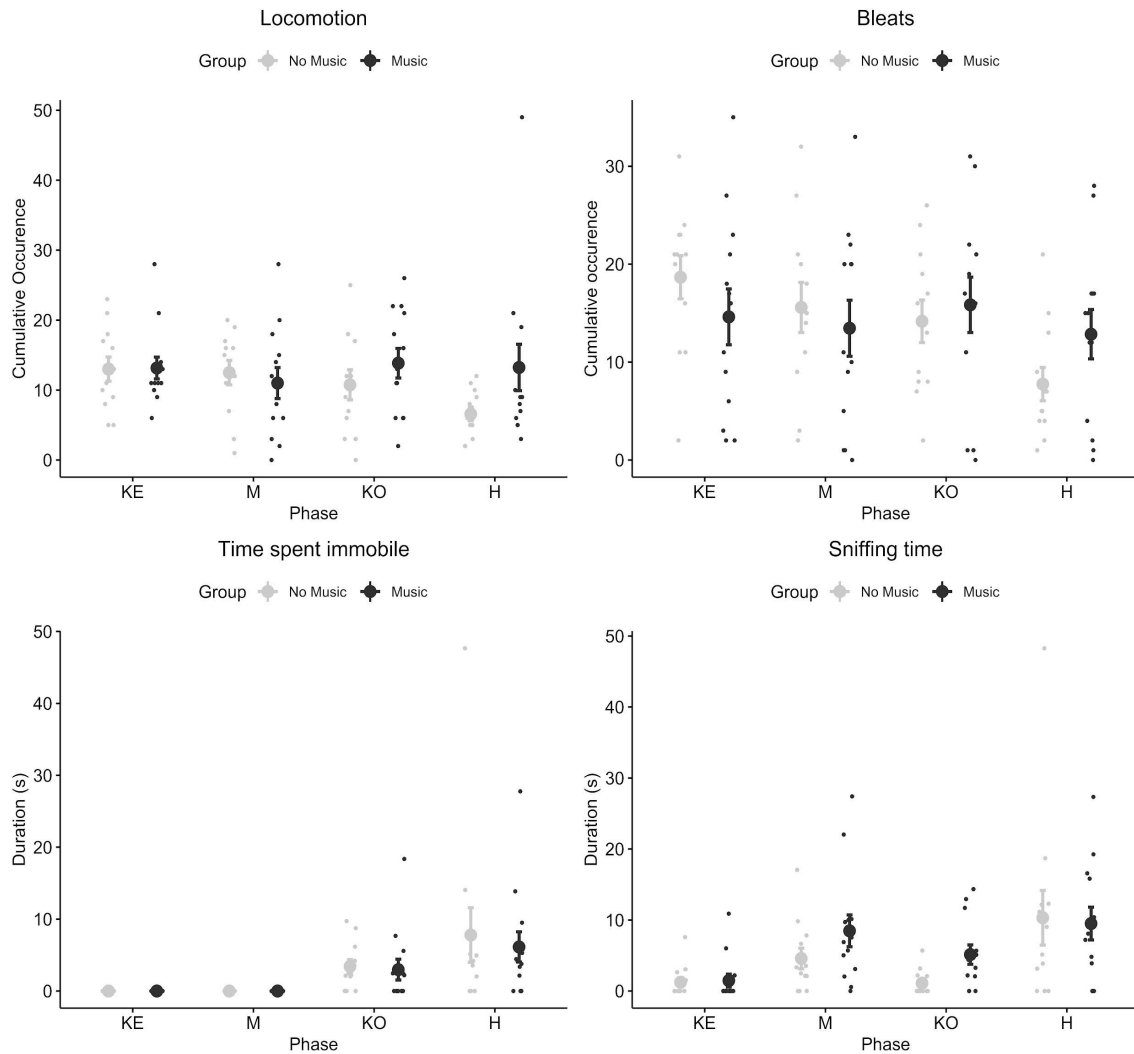 Locomotion
Group No Music Music
Cumulative Occurence
50
40
30
20
10
0
KE M KO H
Phase
Bleats
Group No Music Music
Cumulative occurence
30
20
10
0
KE M KO H
Phase
Time spent immobile
Group No Music Music
Duration (s)
50
40
30
20
10
0
KE M KO H
Phase
Sniffing time
Group No Music Music
Duration (s)
50
40
30
20
10
0
KE M KO H
Phase